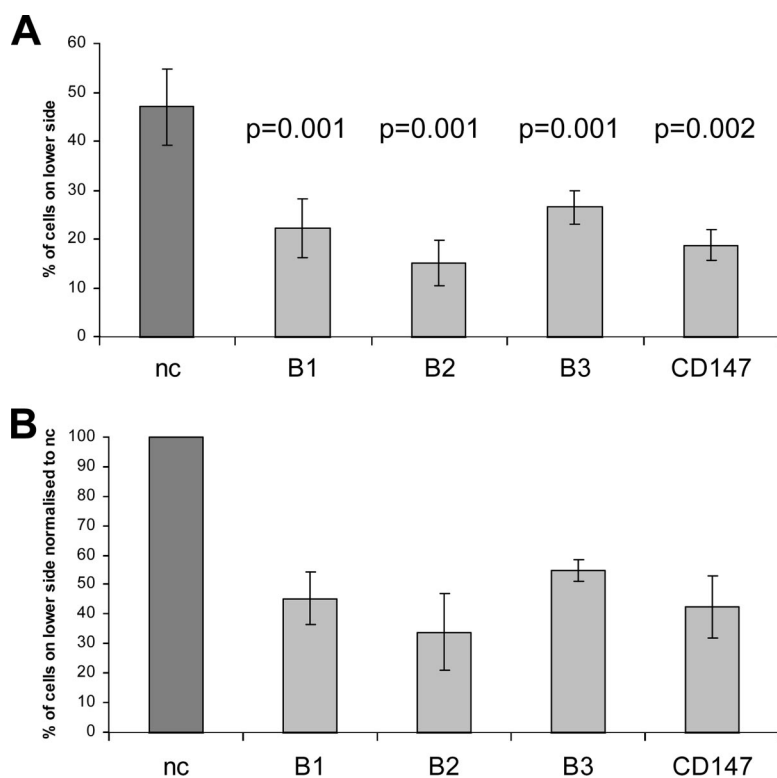 A
% of cells on lower side
60
50
40
30
20
10
0
p=0.001 p=0.001 p=0.001 p=0.002
nc B1 B2 B3 CD147
B
% of cells on lower side normalised to nc
100
90
80
70
60
50
40
30
20
10
0
nc B1 B2 B3 CD147